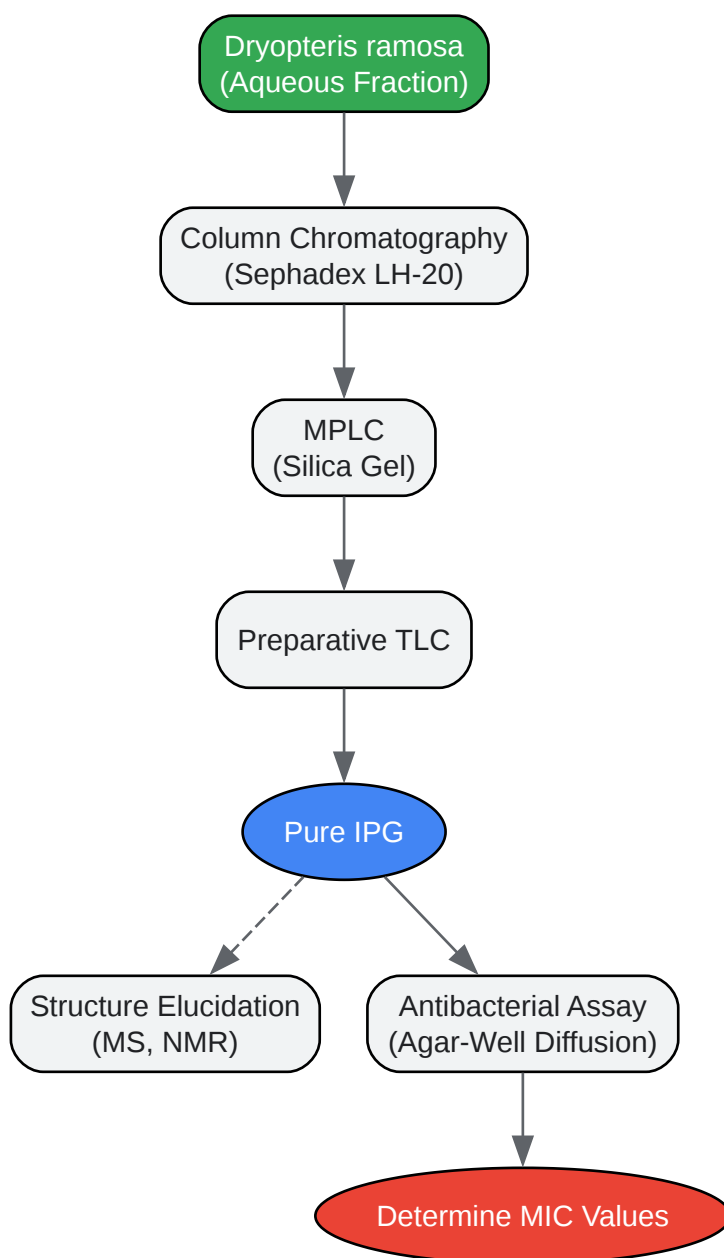 Dryopteris ramosa
(Aqueous Fraction)
Column Chromatography
(Sephadex LH-20)
MPLC
(Silica Gel)
Preparative TLC
Pure IPG
Structure Elucidation
(MS, NMR)
Antibacterial Assay
(Agar-Well Diffusion)
Determine MIC Values